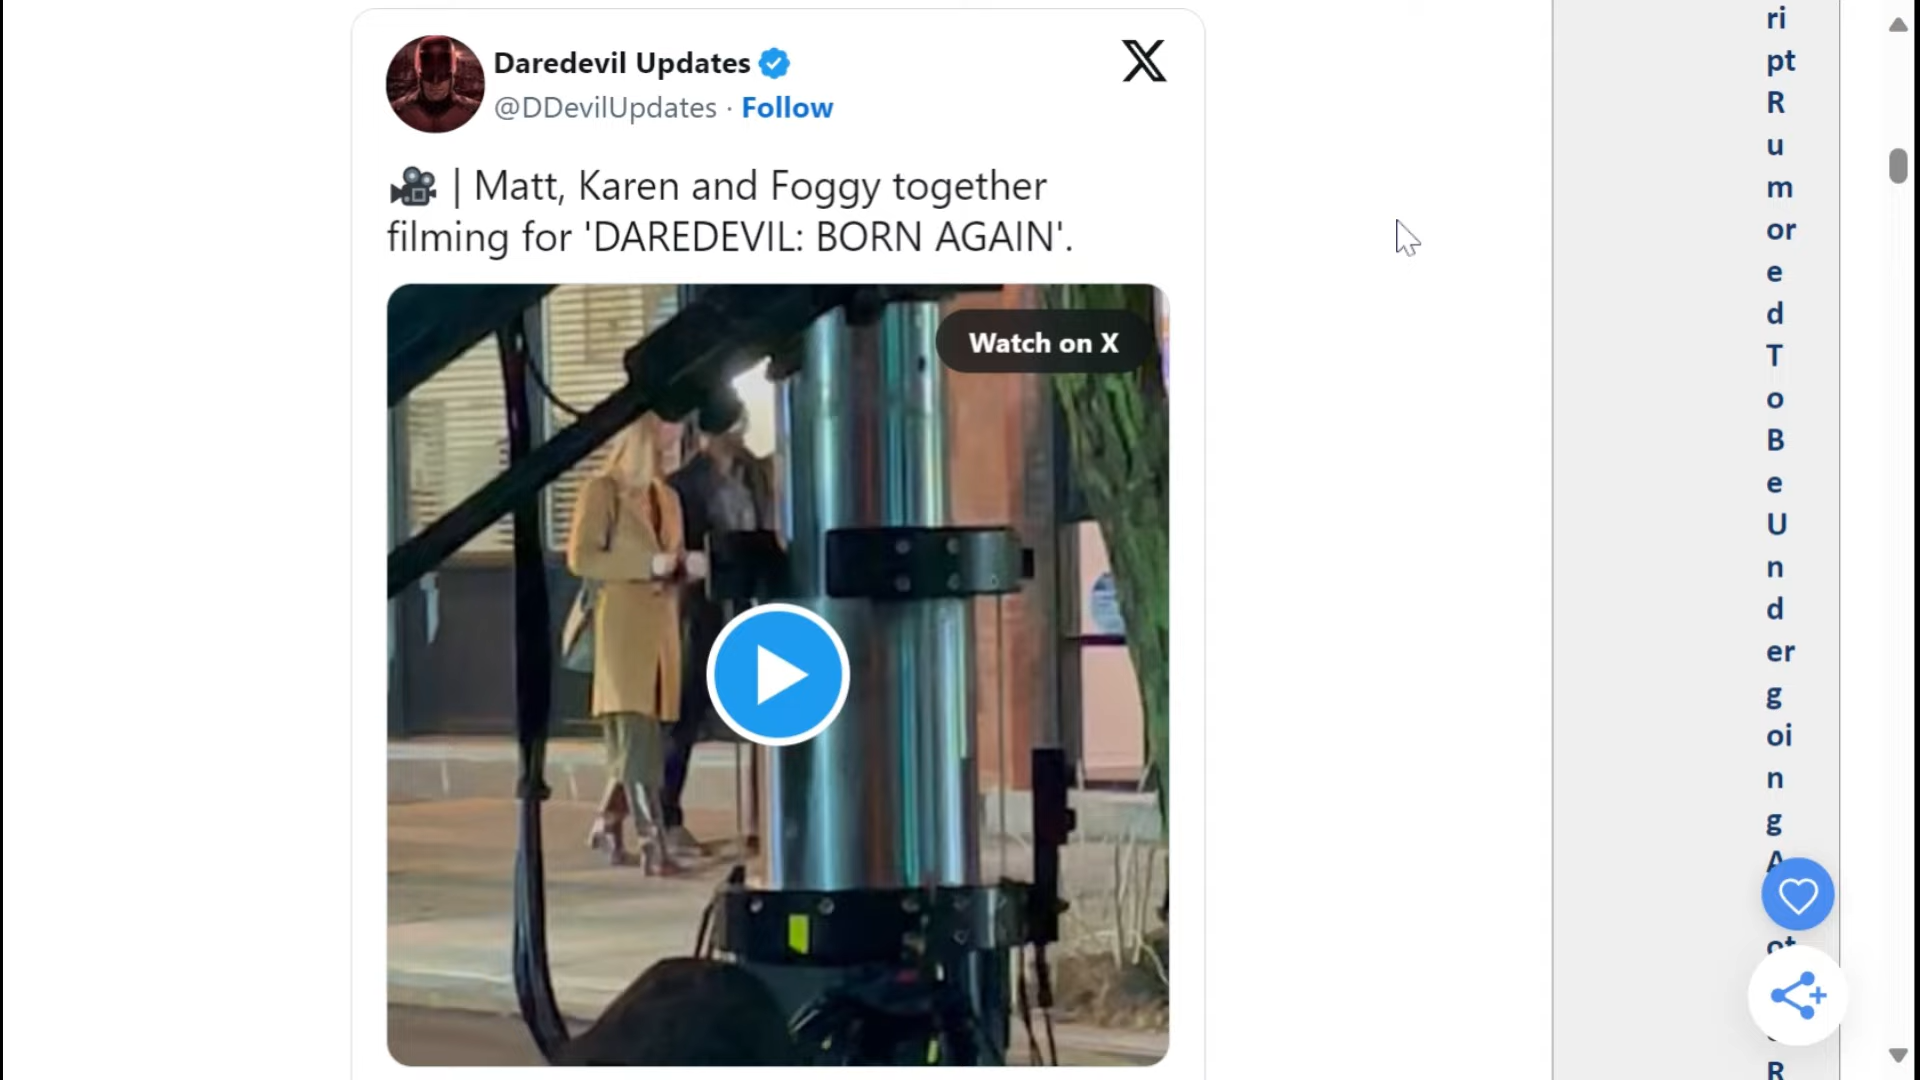 Daredevil Updates
@DDevilUpdates · Follow
| Matt, Karen and Foggy together
filming for 'DAREDEVIL: BORN AGAIN'.
Watch on X
ri
pt
R
u
m
or
e
d
T
o
B
e
U
n
d
er
g
oi
n
g
A
ot
R